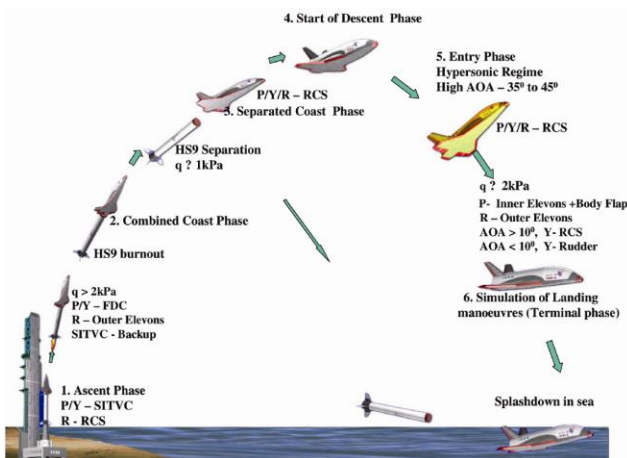 4. Start of Descent Phase
5. Entry Phase
Hypersonic Regime
High AOA – 35⁰ to 45⁰
P/Y/R – RCS
3. Separated Coast Phase
P/Y/R – RCS
HS9 Separation
q ? 1kPa
q ? 2kPa
P- Inner Elevons +Body Flap
R – Outer Elevons
AOA > 10⁰, Y- RCS
AOA < 10⁰, Y- Rudder
2. Combined Coast Phase
HS9 burnout
q > 2kPa
P/Y – FDC
R – Outer Elevons
SITVC - Backup
6. Simulation of Landing
manoeuvres (Terminal phase)
1. Ascent Phase
P/Y – SITVC
R - RCS
Splashdown in sea